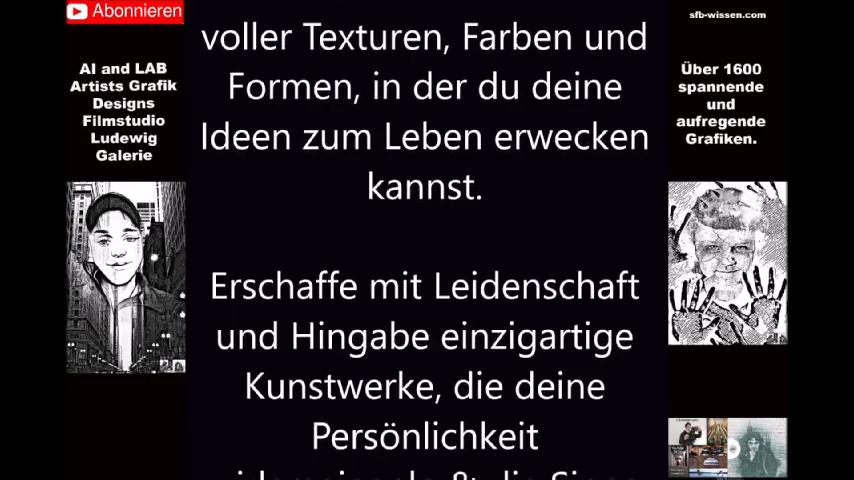 Abonnieren
AI and LAB
Artists Grafik
Designs
Filmstudio
Ludewig
Galerie
voller Texturen, Farben und
Formen, in der du deine
Ideen zum Leben erwecken
kannst.
Erschaffe mit Leidenschaft
und Hingabe einzigartige
Kunstwerke, die deine
Persönlichkeit
sfb-wissen.com
Über 1600
spannende
und
aufregende
Grafiken.